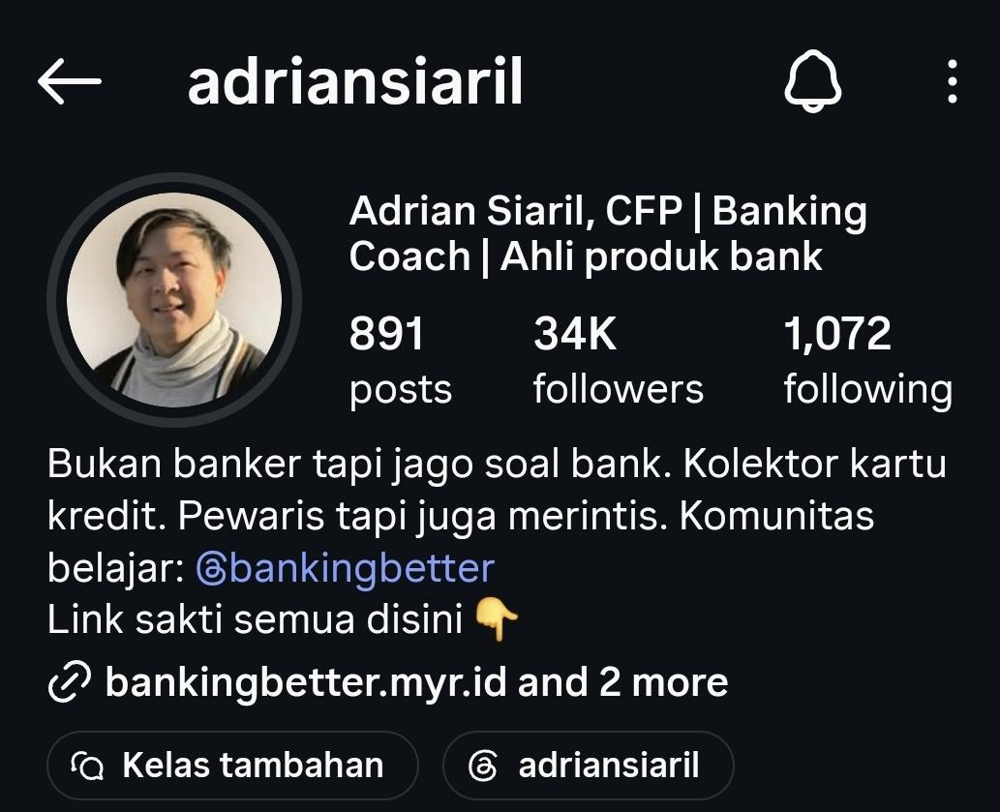 adriansiaril
Adrian Siaril, CFP | Banking
Coach | Ahli produk bank
891 34K 1,072
posts followers following
Bukan banker tapi jago soal bank. Kolektor kartu
kredit. Pewaris tapi juga merintis. Komunitas
belajar: @bankingbetter
Link sakti semua disini 👇
bankingbetter.myr.id and 2 more
Kelas tambahan adriansiaril